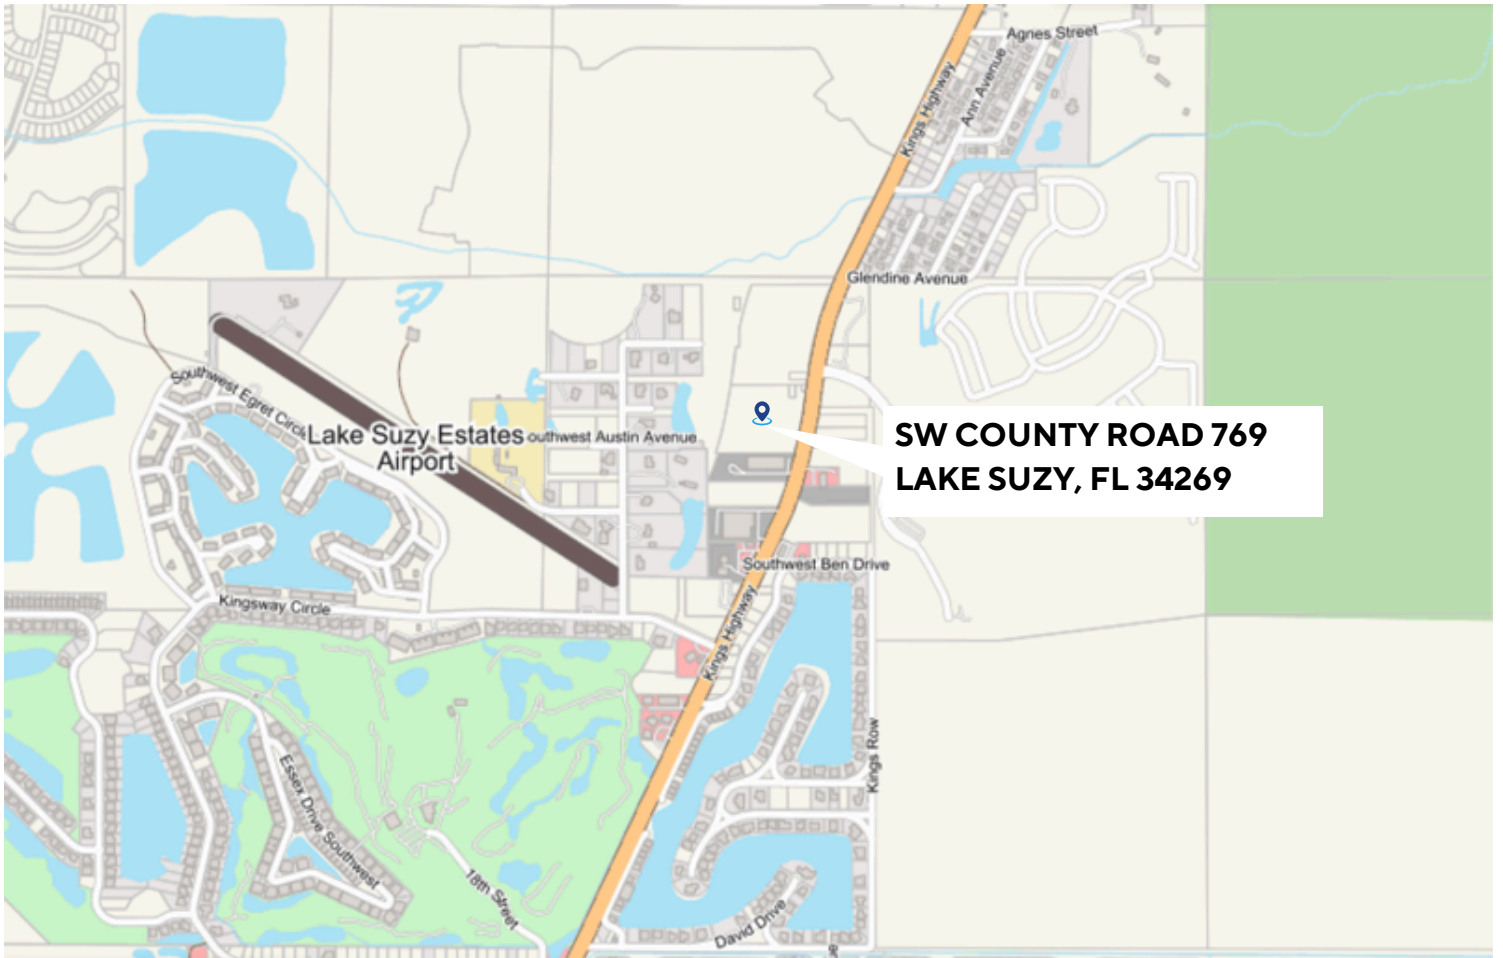 Agnes Street
Ann Avenue
Kings Highway
Glendine Avenue
Southwest Egret Circle
Lake Suzy Estates
Airport
outhwest Austin Avenue
SW COUNTY ROAD 769
LAKE SUZY, FL 34269
Southwest Ben Drive
Kingsway Circle
Kings Highway
Kings Row
Essex Drive Southwest
18th Street
David Drive